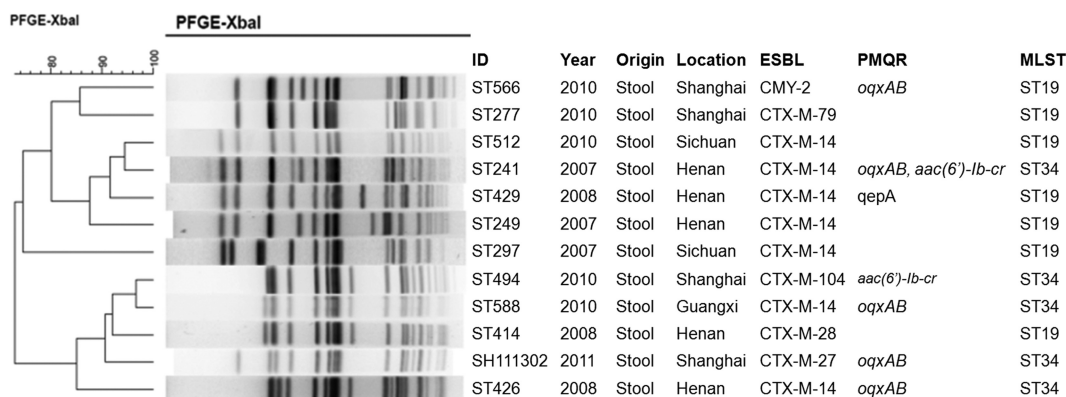 PFGE-XbaI
PFGE-XbaI
80 90 100
ID Year Origin Location ESBL PMQR MLST
ST566 2010 Stool Shanghai CMY-2 oqxAB ST19
ST277 2010 Stool Shanghai CTX-M-79 ST19
ST512 2010 Stool Sichuan CTX-M-14 ST19
ST241 2007 Stool Henan CTX-M-14 oqxAB, aac(6’)-Ib-cr ST34
ST429 2008 Stool Henan CTX-M-14 qepA ST19
ST249 2007 Stool Henan CTX-M-14 ST19
ST297 2007 Stool Sichuan CTX-M-14 ST19
ST494 2010 Stool Shanghai CTX-M-104 aac(6’)-Ib-cr ST34
ST588 2010 Stool Guangxi CTX-M-14 oqxAB ST34
ST414 2008 Stool Henan CTX-M-28 ST19
SH111302 2011 Stool Shanghai CTX-M-27 oqxAB ST34
ST426 2008 Stool Henan CTX-M-14 oqxAB ST34